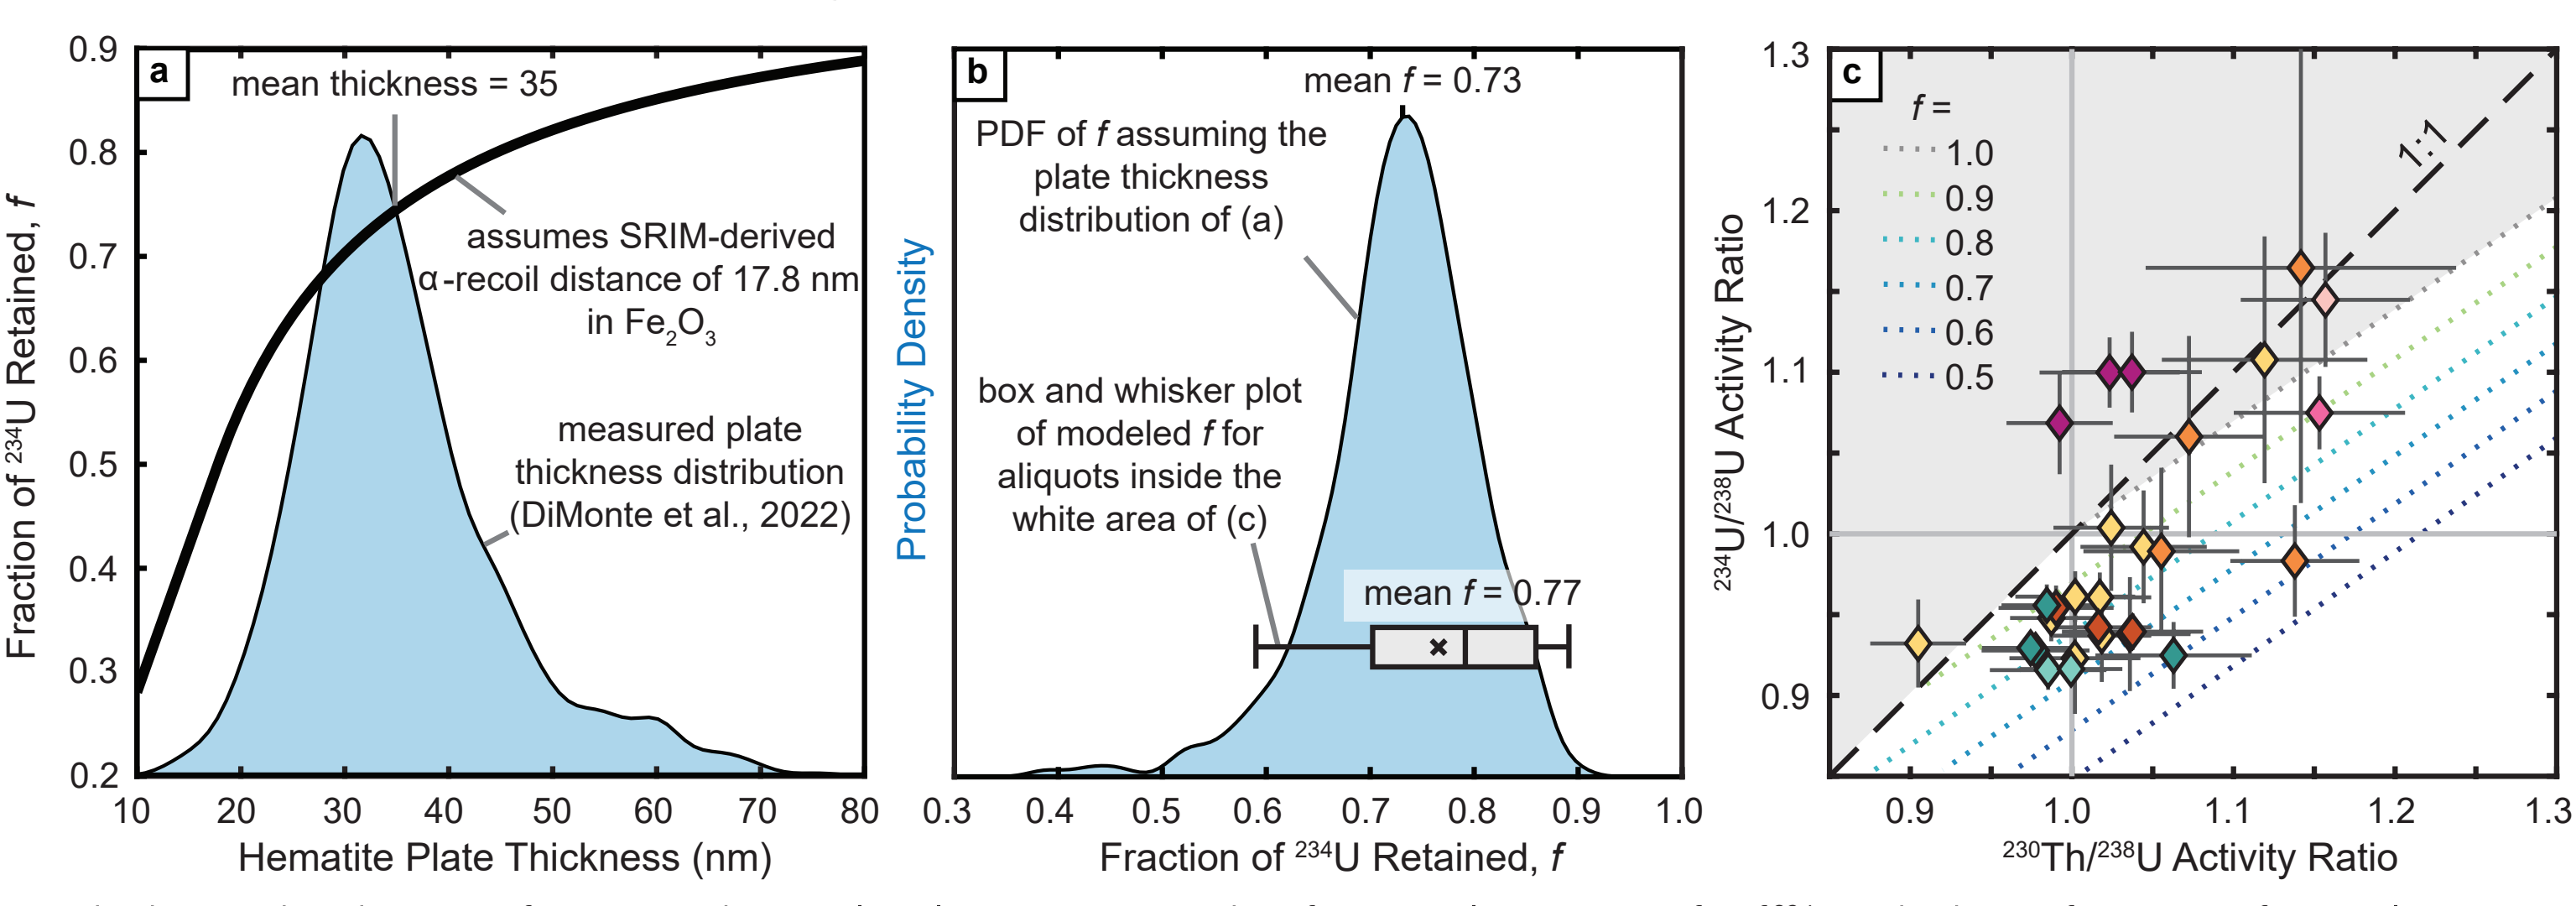 a
mean thickness = 35
assumes SRIM-derived
α-recoil distance of 17.8 nm
in Fe₂O₃
measured plate
thickness distribution
(DiMonte et al., 2022)
0.9
0.8
0.7
0.6
0.5
0.4
0.3
0.2
Fraction of ²³⁴U Retained, f
10 20 30 40 50 60 70 80
Hematite Plate Thickness (nm)
b
mean f = 0.73
PDF of f assuming the
plate thickness
distribution of (a)
box and whisker plot
of modeled f for
aliquots inside the
white area of (c)
mean f = 0.77
Probability Density
0.3 0.4 0.5 0.6 0.7 0.8 0.9 1.0
Fraction of ²³⁴U Retained, f
c
f =
1.0
0.9
0.8
0.7
0.6
0.5
1:1
1.3
1.2
1.1
1.0
0.9
²³⁴U/²³⁸U Activity Ratio
0.9 1.0 1.1 1.2 1.3
²³⁰Th/²³⁸U Activity Ratio